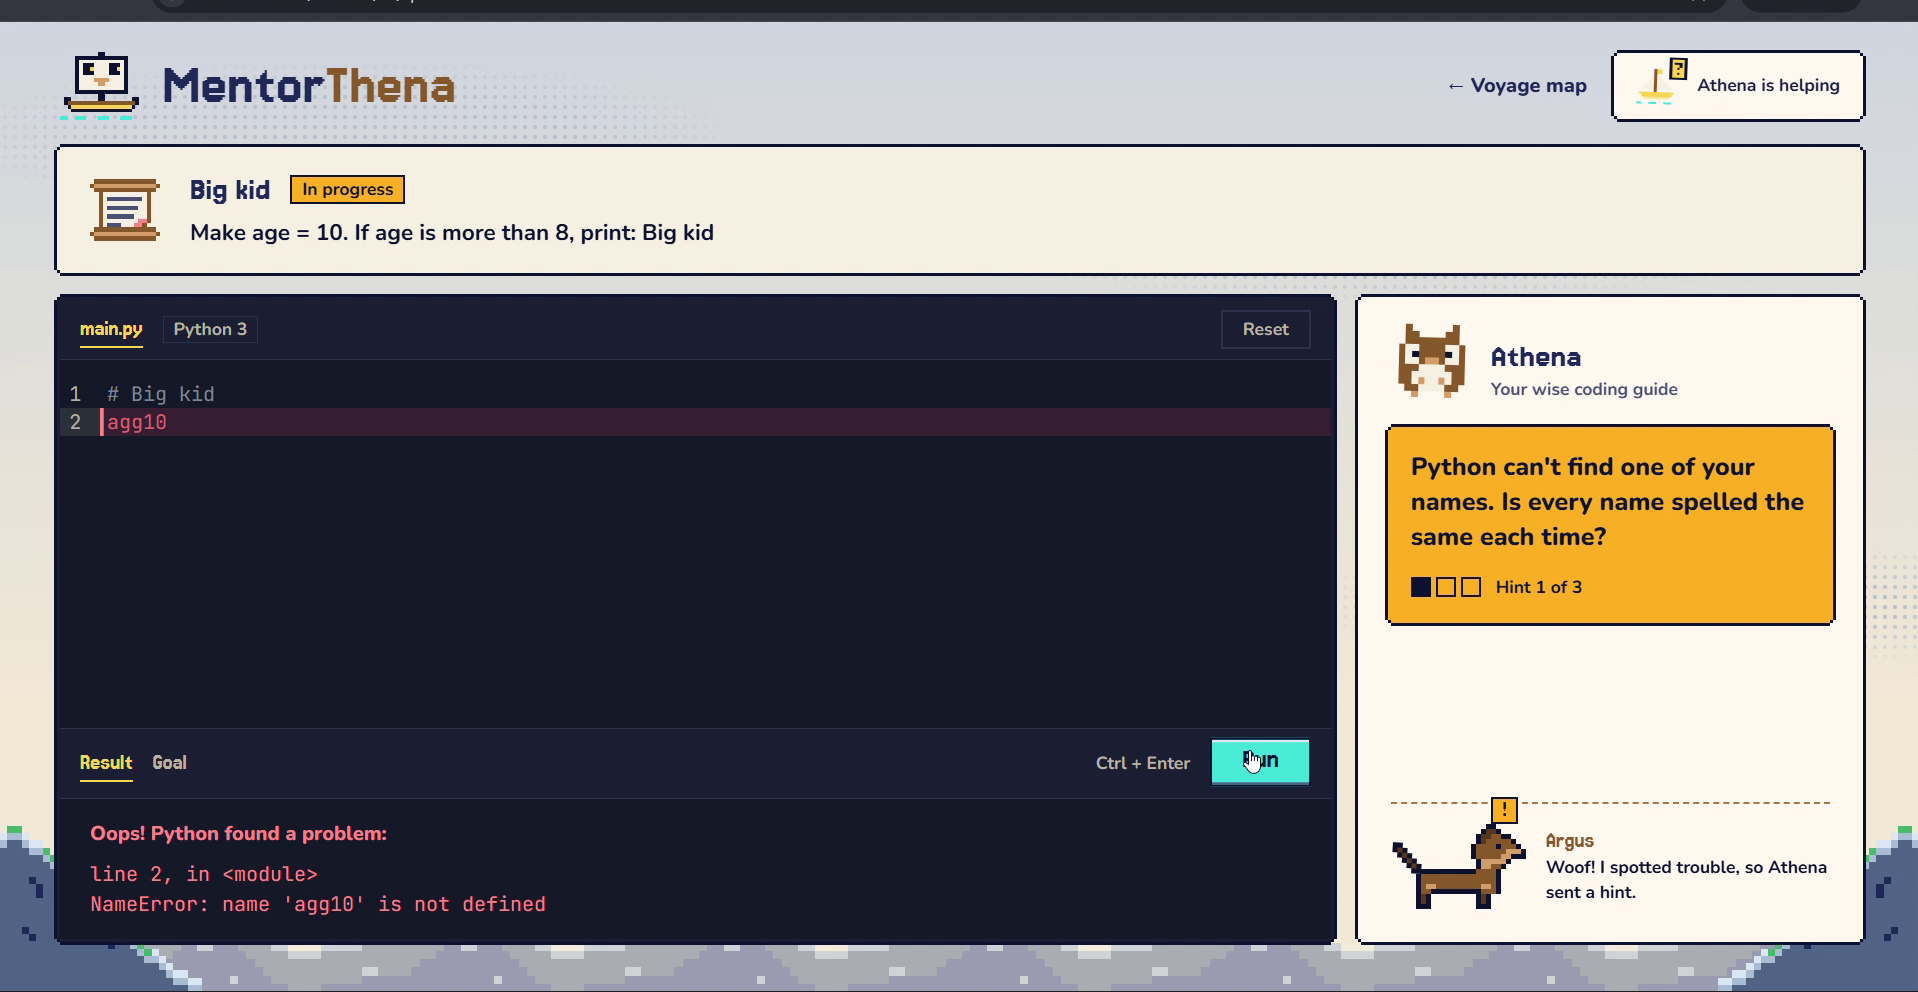 MentorThena
← Voyage map
?
Athena is helping
Big kid
In progress
Make age = 10. If age is more than 8, print: Big kid
main.py
Python 3
Reset
1 # Big kid
2 agg10
Athena
Your wise coding guide
Python can't find one of your
names. Is every name spelled the
same each time?
Hint 1 of 3
Result
Goal
Ctrl + Enter
Oops! Python found a problem:
line 2, in <module>
NameError: name 'agg10' is not defined
!
Argus
Woof! I spotted trouble, so Athena
sent a hint.